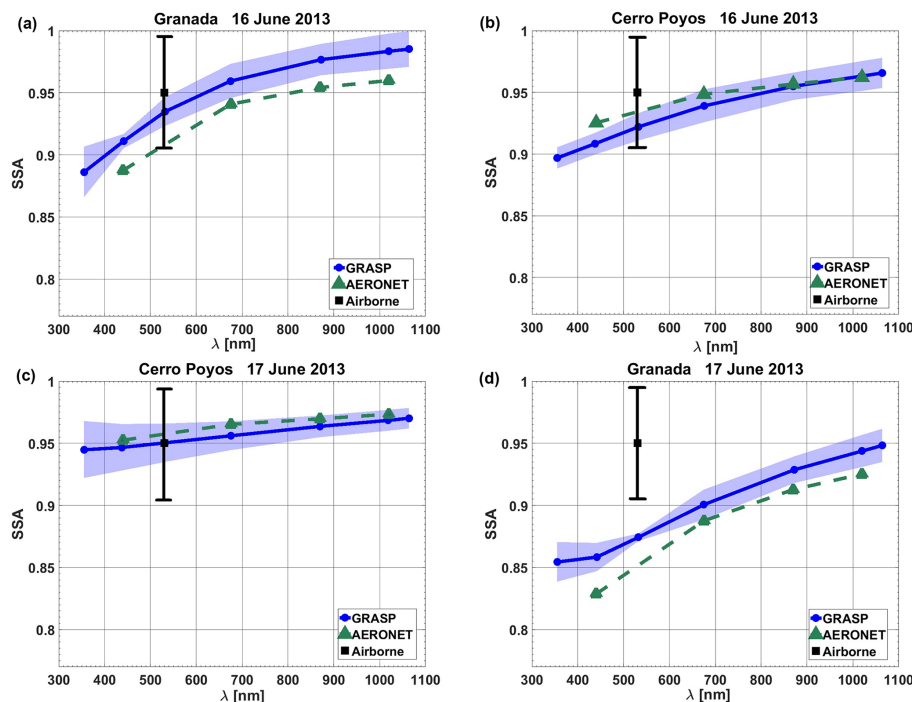 (a) Granada 16 June 2013
1
0.95
0.9
0.85
0.8
SSA
GRASP
AERONET
Airborne
300 400 500 600 700 800 900 1000 1100
λ [nm]
(b) Cerro Poyos 16 June 2013
1
0.95
0.9
0.85
0.8
SSA
GRASP
AERONET
Airborne
300 400 500 600 700 800 900 1000 1100
λ [nm]
(c) Cerro Poyos 17 June 2013
1
0.95
0.9
0.85
0.8
SSA
GRASP
AERONET
Airborne
300 400 500 600 700 800 900 1000 1100
λ [nm]
(d) Granada 17 June 2013
1
0.95
0.9
0.85
0.8
SSA
GRASP
AERONET
Airborne
300 400 500 600 700 800 900 1000 1100
λ [nm]